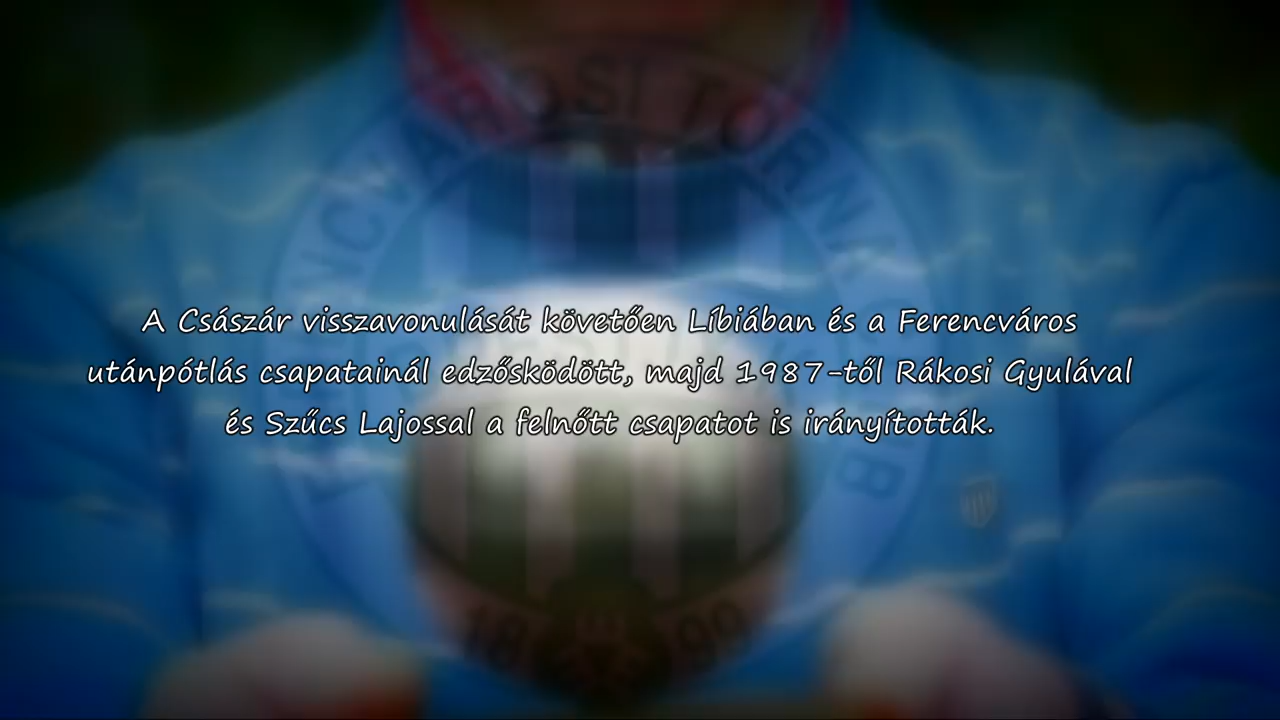 A Császár visszavonulását követően Líbiában és a Ferencváros
utánpótlás csapatainál edzősködött, majd 1987-től Rákosi Gyulával
és Szűcs Lajossal a felnőtt csapatot is irányították.